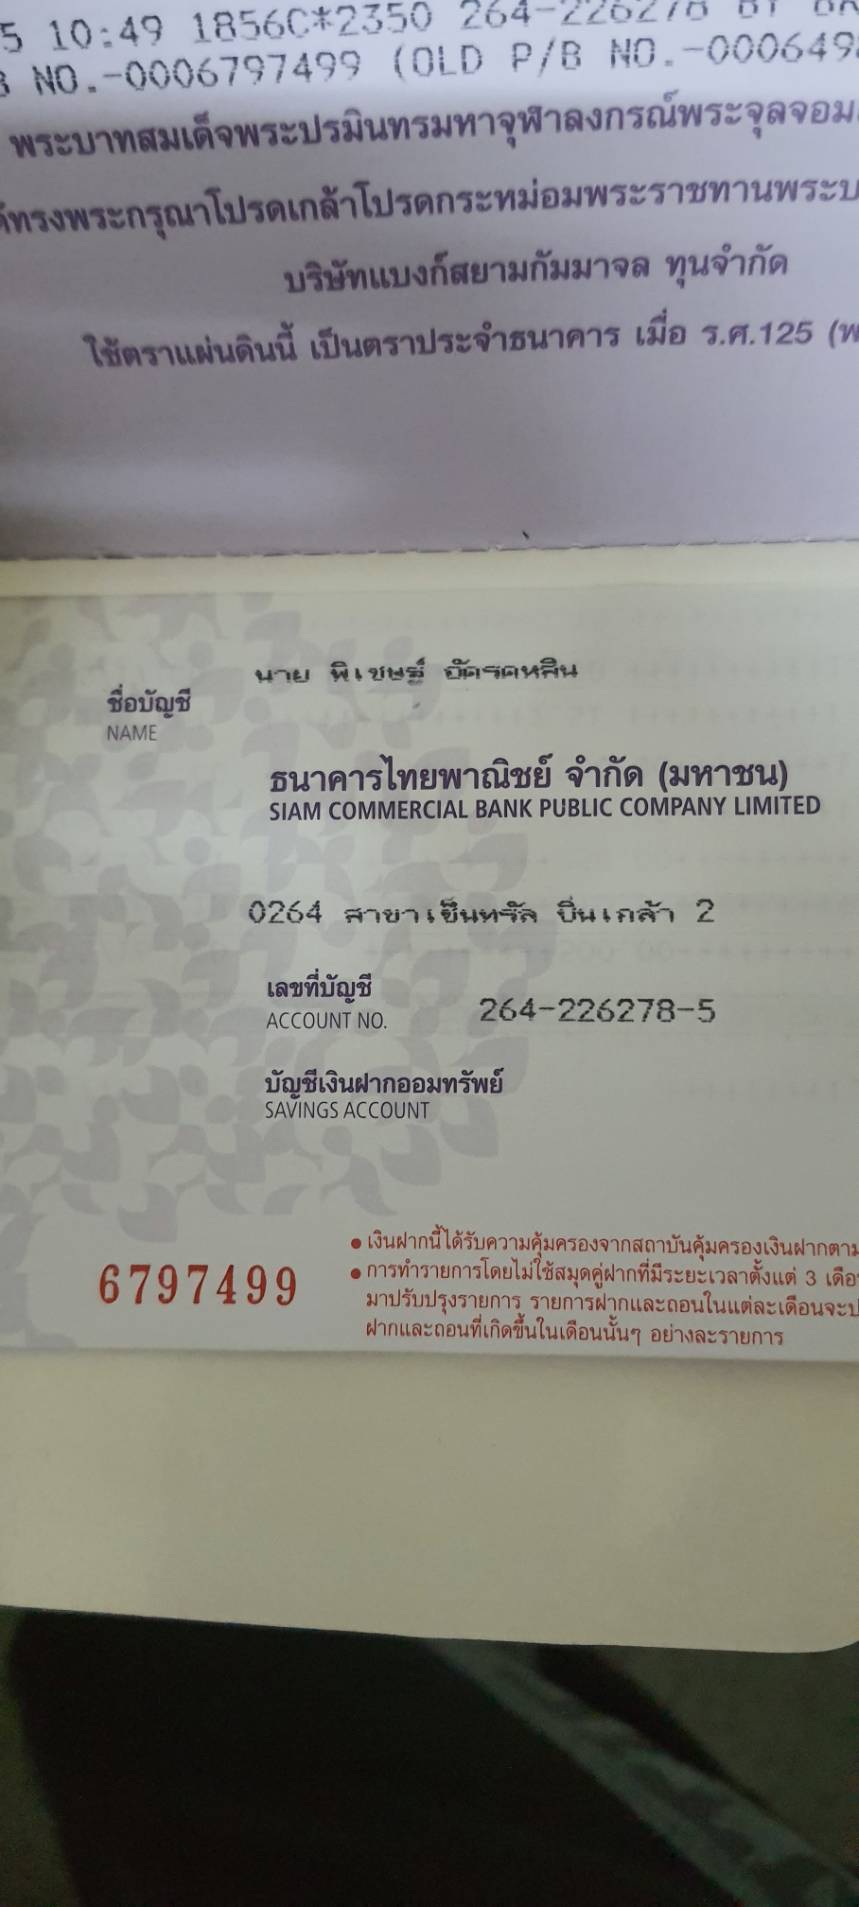 5 10:49 1856C*2350 264-226278 BY
NO.-0006797499 (OLD P/B NO.-000649
พระบาทสมเด็จพระปรมินทรมหาจุฬาลงกรณ์พระจุลจอม
ทรงพระกรุณาโปรดเกล้าโปรดกระหม่อมพระราชทานพระบ
บริษัทแบงก์สยามกัมมาจล ทุนจำกัด
ใช้ตราแผ่นดินนี้ เป็นตราประจำธนาคาร เมื่อ ร.ศ.125 (พ
นาย พิเชษฐ์ อัครคหสิน
ชื่อบัญชี
NAME
ธนาคารไทยพาณิชย์ จำกัด (มหาชน)
SIAM COMMERCIAL BANK PUBLIC COMPANY LIMITED
0264 สาขาเซ็นทรัล ปิ่นเกล้า 2
เลขที่บัญชี
ACCOUNT NO. 264-226278-5
บัญชีเงินฝากออมทรัพย์
SAVINGS ACCOUNT
• เงินฝากนี้ได้รับความคุ้มครองจากสถาบันคุ้มครองเงินฝากตาม
6797499 • การทำรายการโดยไม่ใช้สมุดคู่ฝากที่มีระยะเวลาตั้งแต่ 3 เดือ
มาปรับปรุงรายการ รายการฝากและถอนในแต่ละเดือนจะป
ฝากและถอนที่เกิดขึ้นในเดือนนั้นๆ อย่างละรายการ